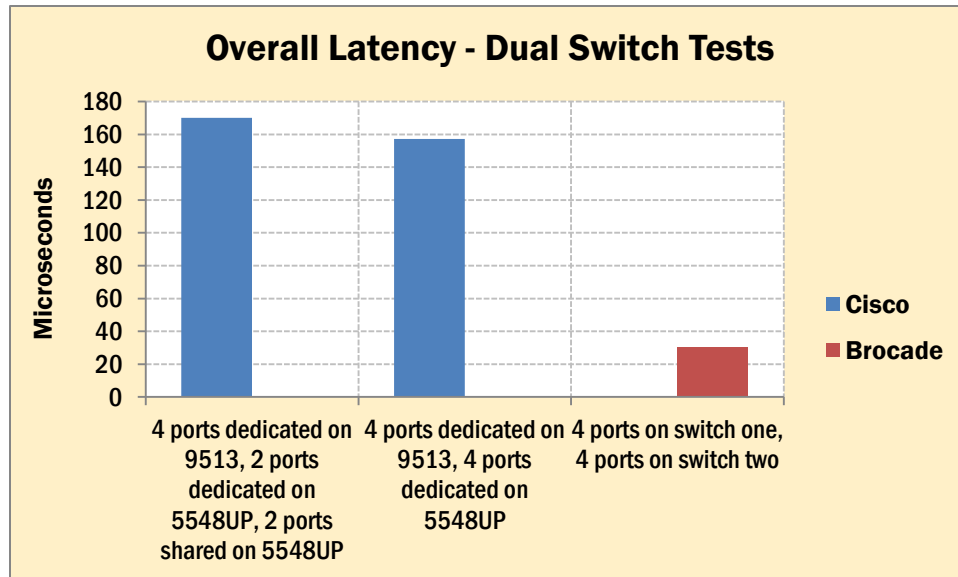 Overall Latency - Dual Switch Tests
Microseconds
180
160
140
120
100
80
60
40
20
0
4 ports dedicated on
9513, 2 ports
dedicated on
5548UP, 2 ports
shared on 5548UP
4 ports dedicated on
9513, 4 ports
dedicated on
5548UP
4 ports on switch one,
4 ports on switch two
Cisco
Brocade